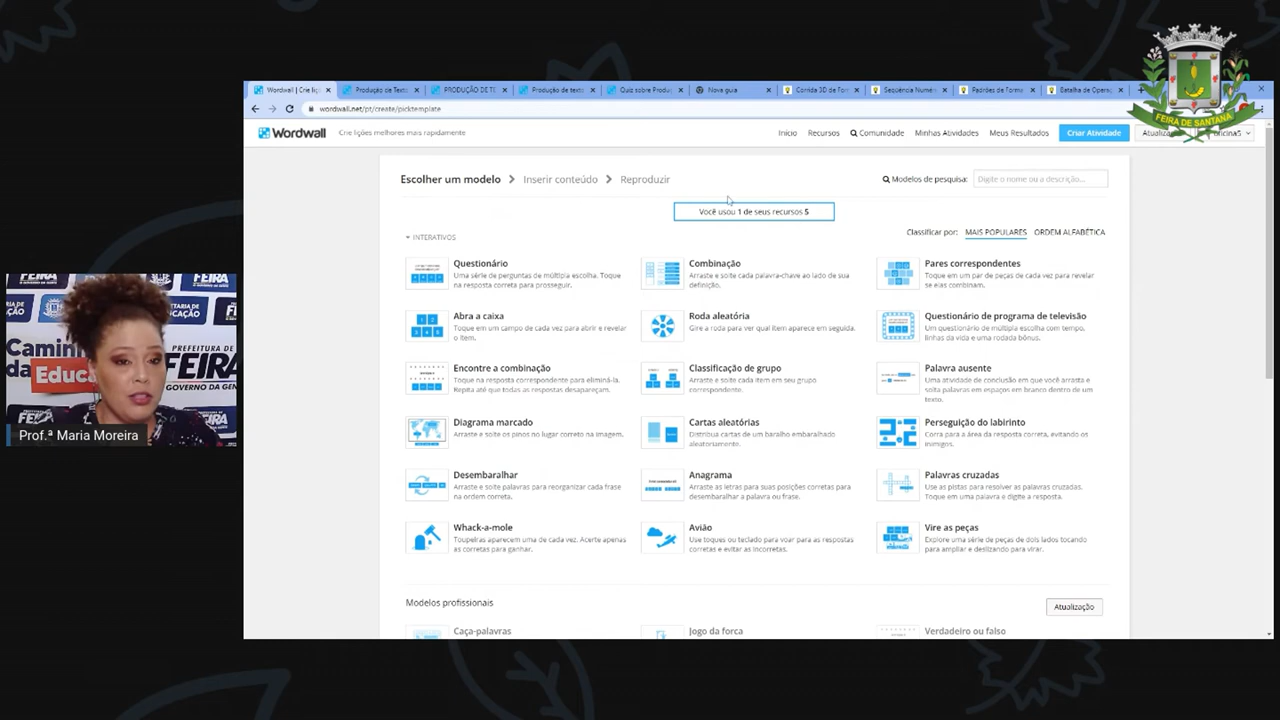 FEIRA DE SANTANA
Wordwall | Crie liç
Produção de Texto
PRODUÇÃO DE TE
Produção de texto
Quiz sobre Produç
Nova guia
Corrida 3D de Form
Sequência Numéri
Padrões de Formas
Batalha de Operaç
wordwall.net/pt/create/picktemplate
Wordwall
Crie lições melhores mais rapidamente
Início
Recursos
Comunidade
Minhas Atividades
Meus Resultados
Criar Atividade
Escolher um modelo
Inserir conteúdo
Reproduzir
Modelos de pesquisa:
Digite o nome ou a descrição...
Você usou 1 de seus recursos 5
INTERATIVOS
Classificar por:
MAIS POPULARES
ORDEM ALFABÉTICA
Questionário
Uma série de perguntas de múltipla escolha. Toque
na resposta correta para prosseguir.
Combinação
Arraste e solte cada palavra-chave ao lado de sua
definição.
Pares correspondentes
Toque em um par de peças de cada vez para revelar
se elas combinam.
Abra a caixa
Toque em um campo de cada vez para abrir e revelar
o item.
Roda aleatória
Gire a roda para ver qual item aparece em seguida.
Questionário de programa de televisão
Um questionário de múltipla escolha com tempo,
linhas da vida e uma rodada bônus.
Encontre a combinação
Toque na resposta correspondente para eliminá-la.
Repita até que todas as respostas desapareçam.
Classificação de grupo
Arraste e solte cada item em seu grupo
correspondente.
Palavra ausente
Uma atividade de conclusão em que você arrasta e
solta palavras em espaços em branco dentro de um
texto.
Diagrama marcado
Arraste e solte os pinos no lugar correto na imagem.
Cartas aleatórias
Distribua cartas de um baralho embaralhado
aleatoriamente.
Perseguição do labirinto
Corra para a área da resposta correta, evitando os
inimigos.
Desembaralhar
Arraste e solte palavras para reorganizar cada frase
na ordem correta.
Anagrama
Arraste as letras para suas posições corretas para
desembaralhar a palavra ou frase.
Palavras cruzadas
Use as pistas para resolver as palavras cruzadas.
Toque em uma palavra e digite a resposta.
Whack-a-mole
Toupeiras aparecem uma de cada vez. Acerte apenas
as corretas para ganhar.
Avião
Use toques ou teclado para voar para as respostas
corretas e evitar as incorretas.
Vire as peças
Explore uma série de peças de dois lados tocando
para ampliar e deslizando para virar.
Modelos profissionais
Atualização
Caça-palavras
Jogo da forca
Verdadeiro ou falso
FEIRA
Camin
da
Educa
PREFEITURA DE
FEIRA
GOVERNO DA GEN
Prof.ª Maria Moreira